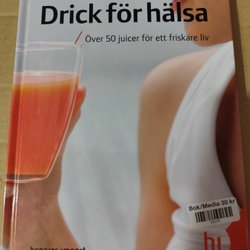 Drick för hälsa
Över 50 juicer för ett friskare liv
Bok/Media 30 kr